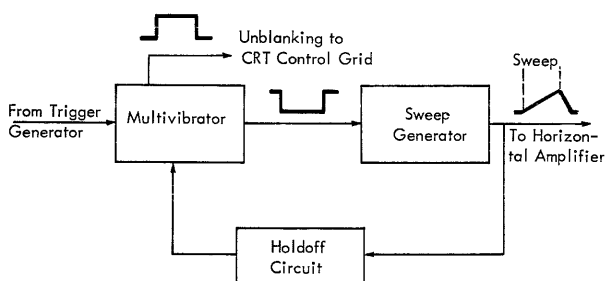 Unblanking to
CRT Control Grid
Sweep
From Trigger
Generator
Multivibrator
Sweep
Generator
To Horizon-
tal Amplifier
Holdoff
Circuit